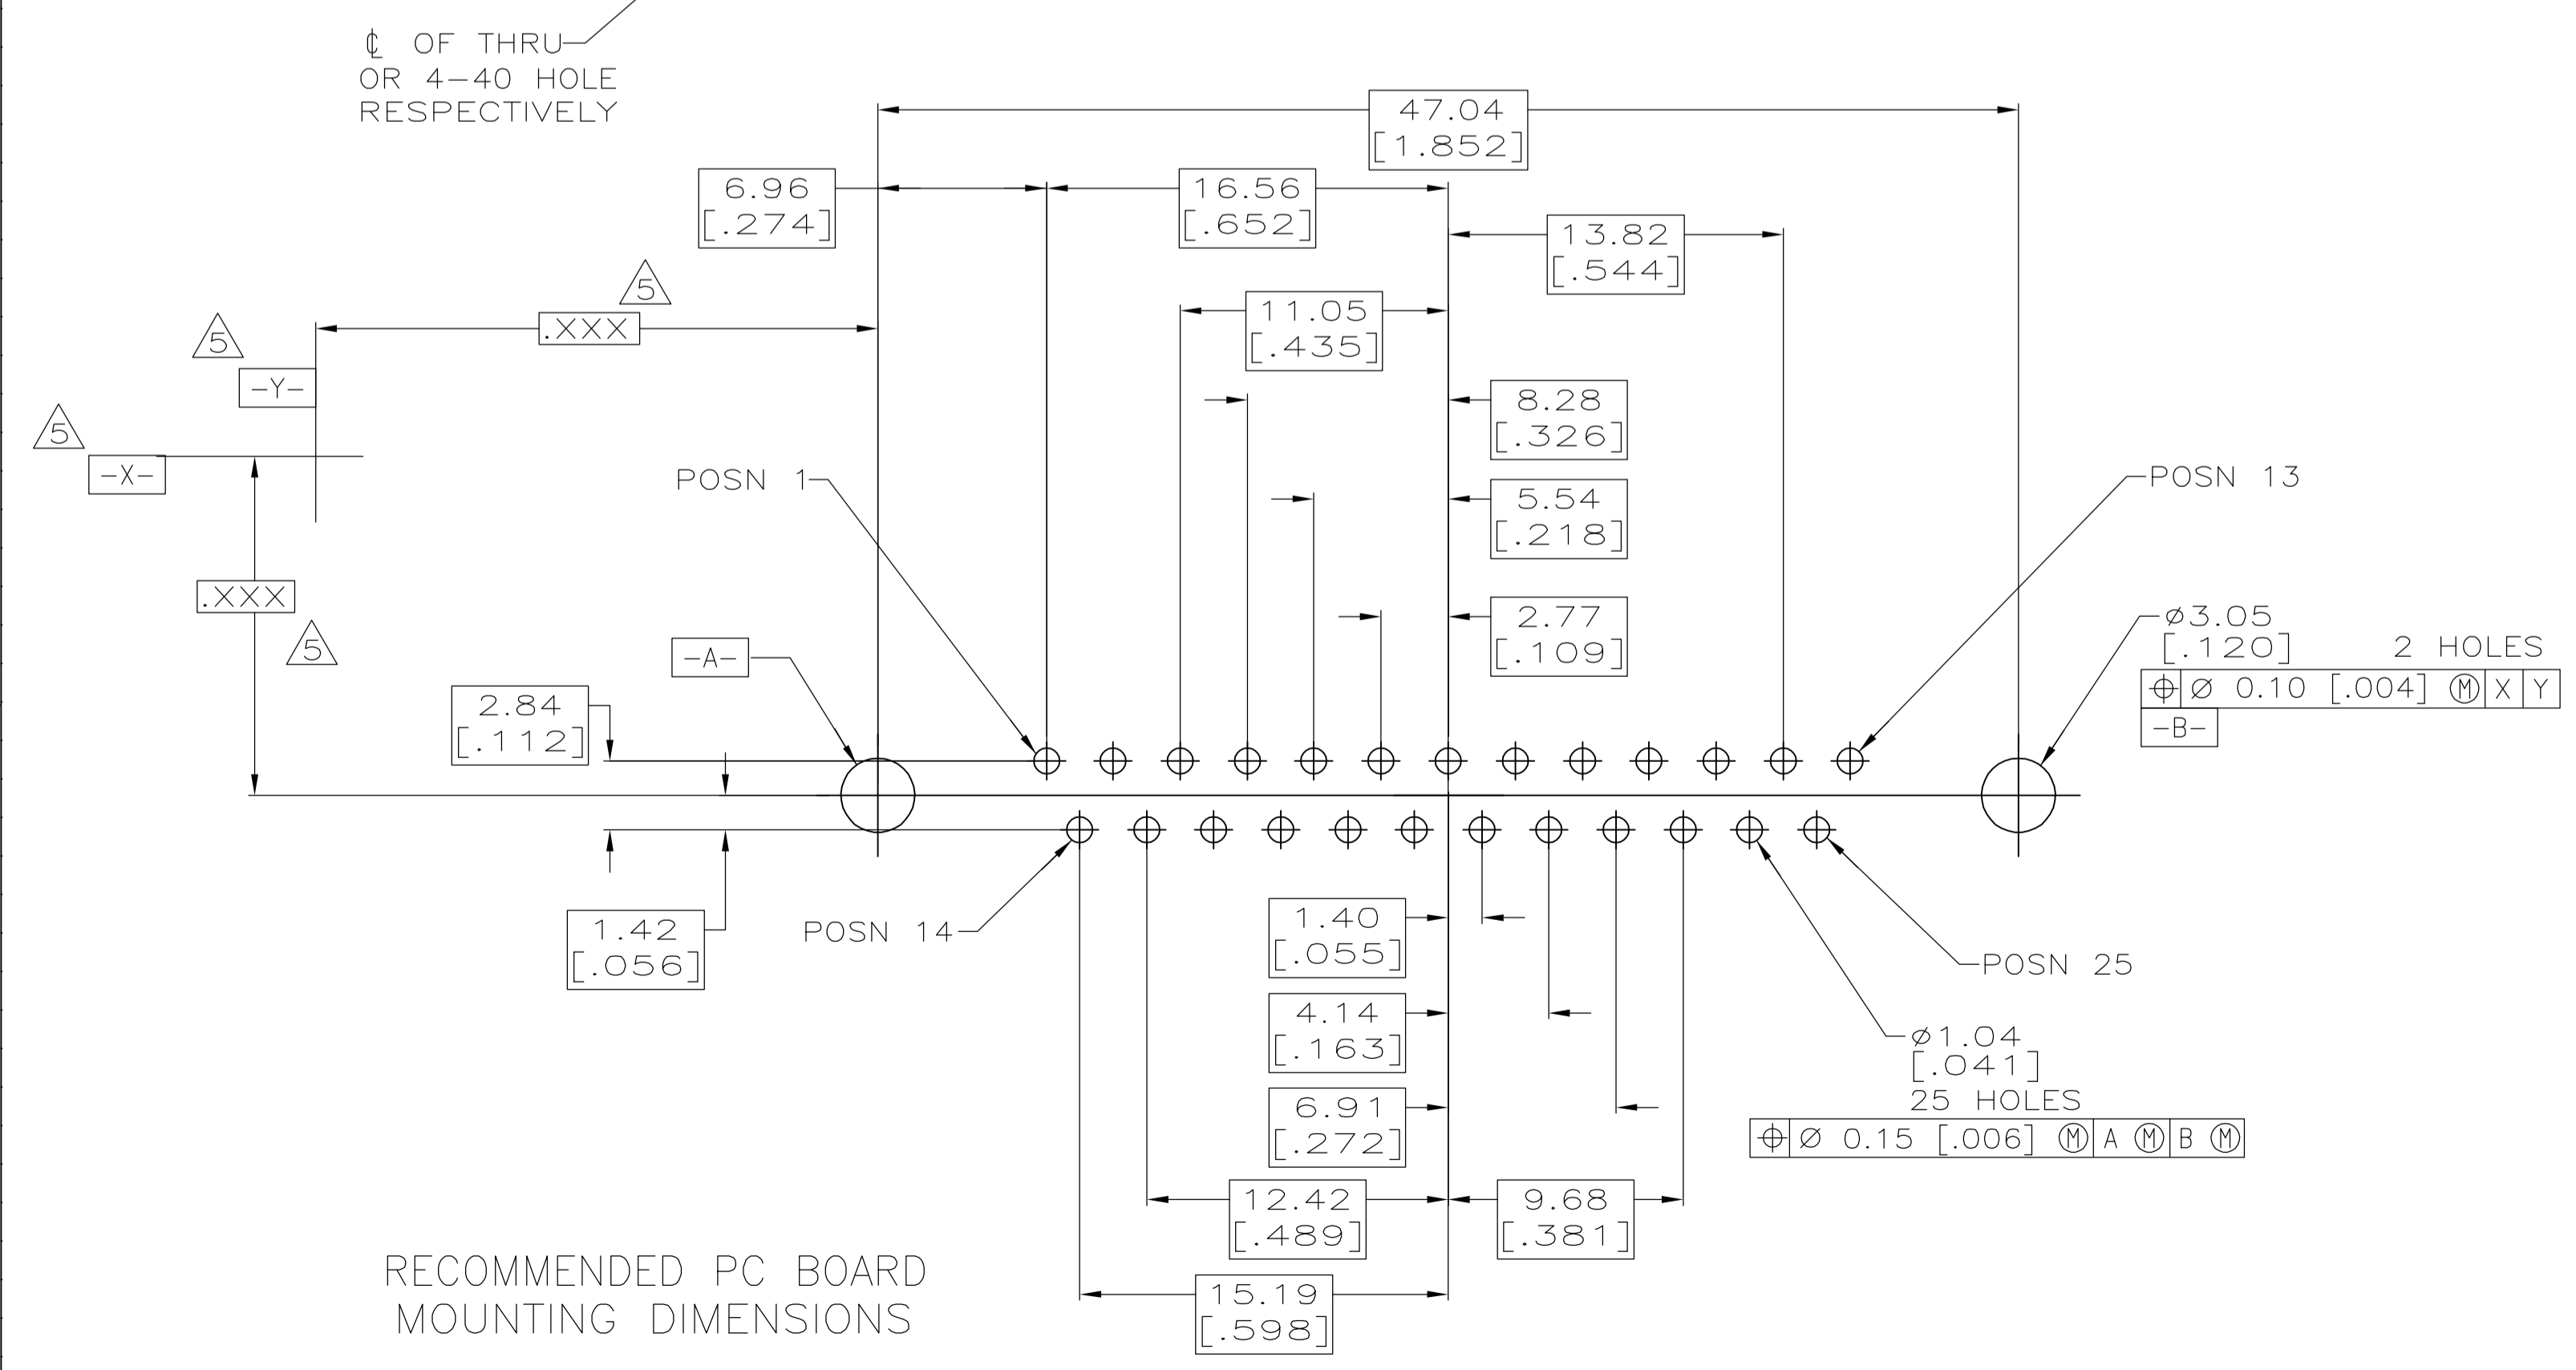 ℄ OF THRU
OR 4-40 HOLE
RESPECTIVELY
47.04
[1.852]
6.96
[.274]
16.56
[.652]
13.82
[.544]
5
.XXX
11.05
[.435]
5
-Y-
8.28
[.326]
5
-X-
POSN 1
POSN 13
5.54
[.218]
.XXX
5
2.77
[.109]
⌀3.05
[.120] 2 HOLES
⌖ ⌀ 0.10 [.004] Ⓜ X Y
-B-
-A-
2.84
[.112]
1.42
[.056]
POSN 14
1.40
[.055]
POSN 25
4.14
[.163]
⌀1.04
[.041]
25 HOLES
⌖ ⌀ 0.15 [.006] Ⓜ A Ⓜ B Ⓜ
6.91
[.272]
12.42
[.489]
9.68
[.381]
15.19
[.598]
RECOMMENDED PC BOARD
MOUNTING DIMENSIONS